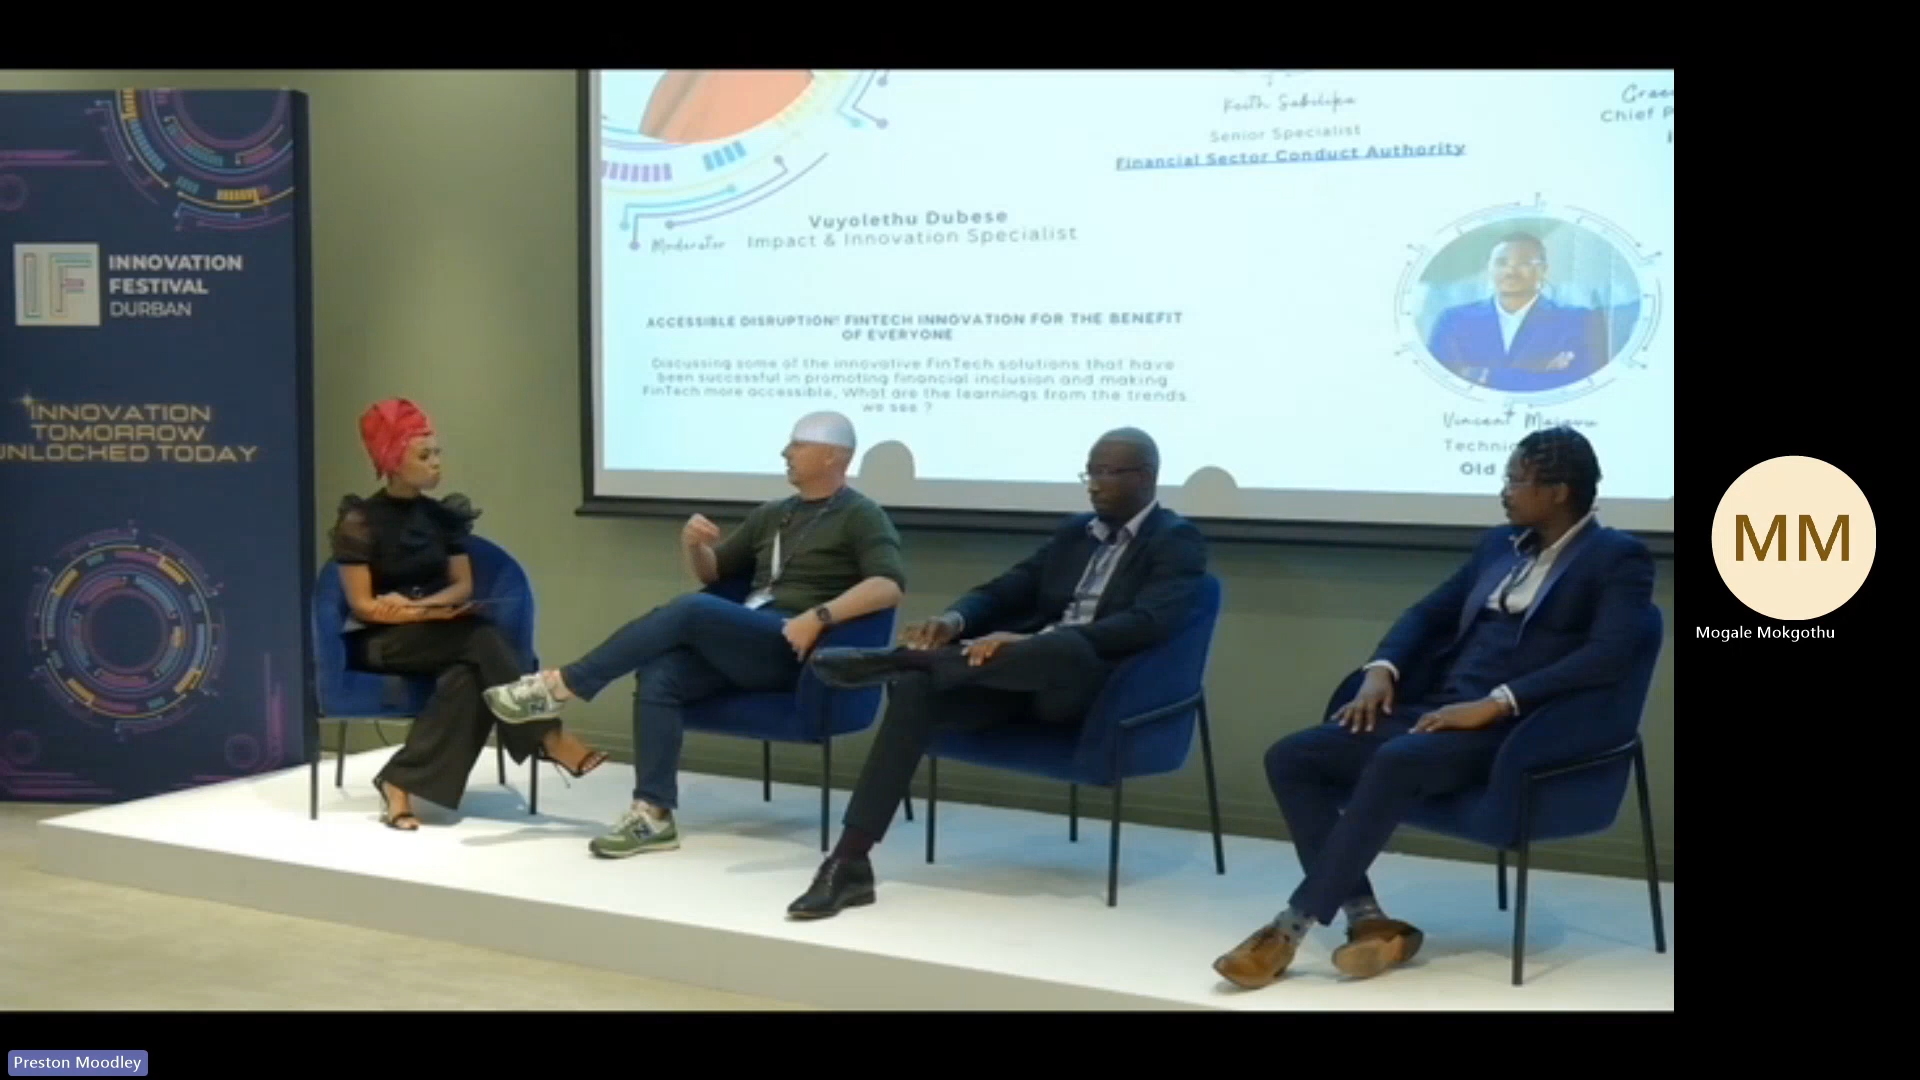 INNOVATION
FESTIVAL
DURBAN
INNOVATION
TOMORROW
UNLOCKED TODAY
Senior Specialist
Financial Sector Conduct Authority
Chief
Vuyolethu Dubese
Moderator Impact & Innovation Specialist
ACCESSIBLE DISRUPTION! FINTECH INNOVATION FOR THE BENEFIT
OF EVERYONE
Discussing some of the innovative FinTech solutions that have
been successful in promoting financial inclusion and making
FinTech more accessible, What are the learnings from the trends
we see ?
Vincent
Old
N
N
MM
Mogale Mokgothu
Preston Moodley